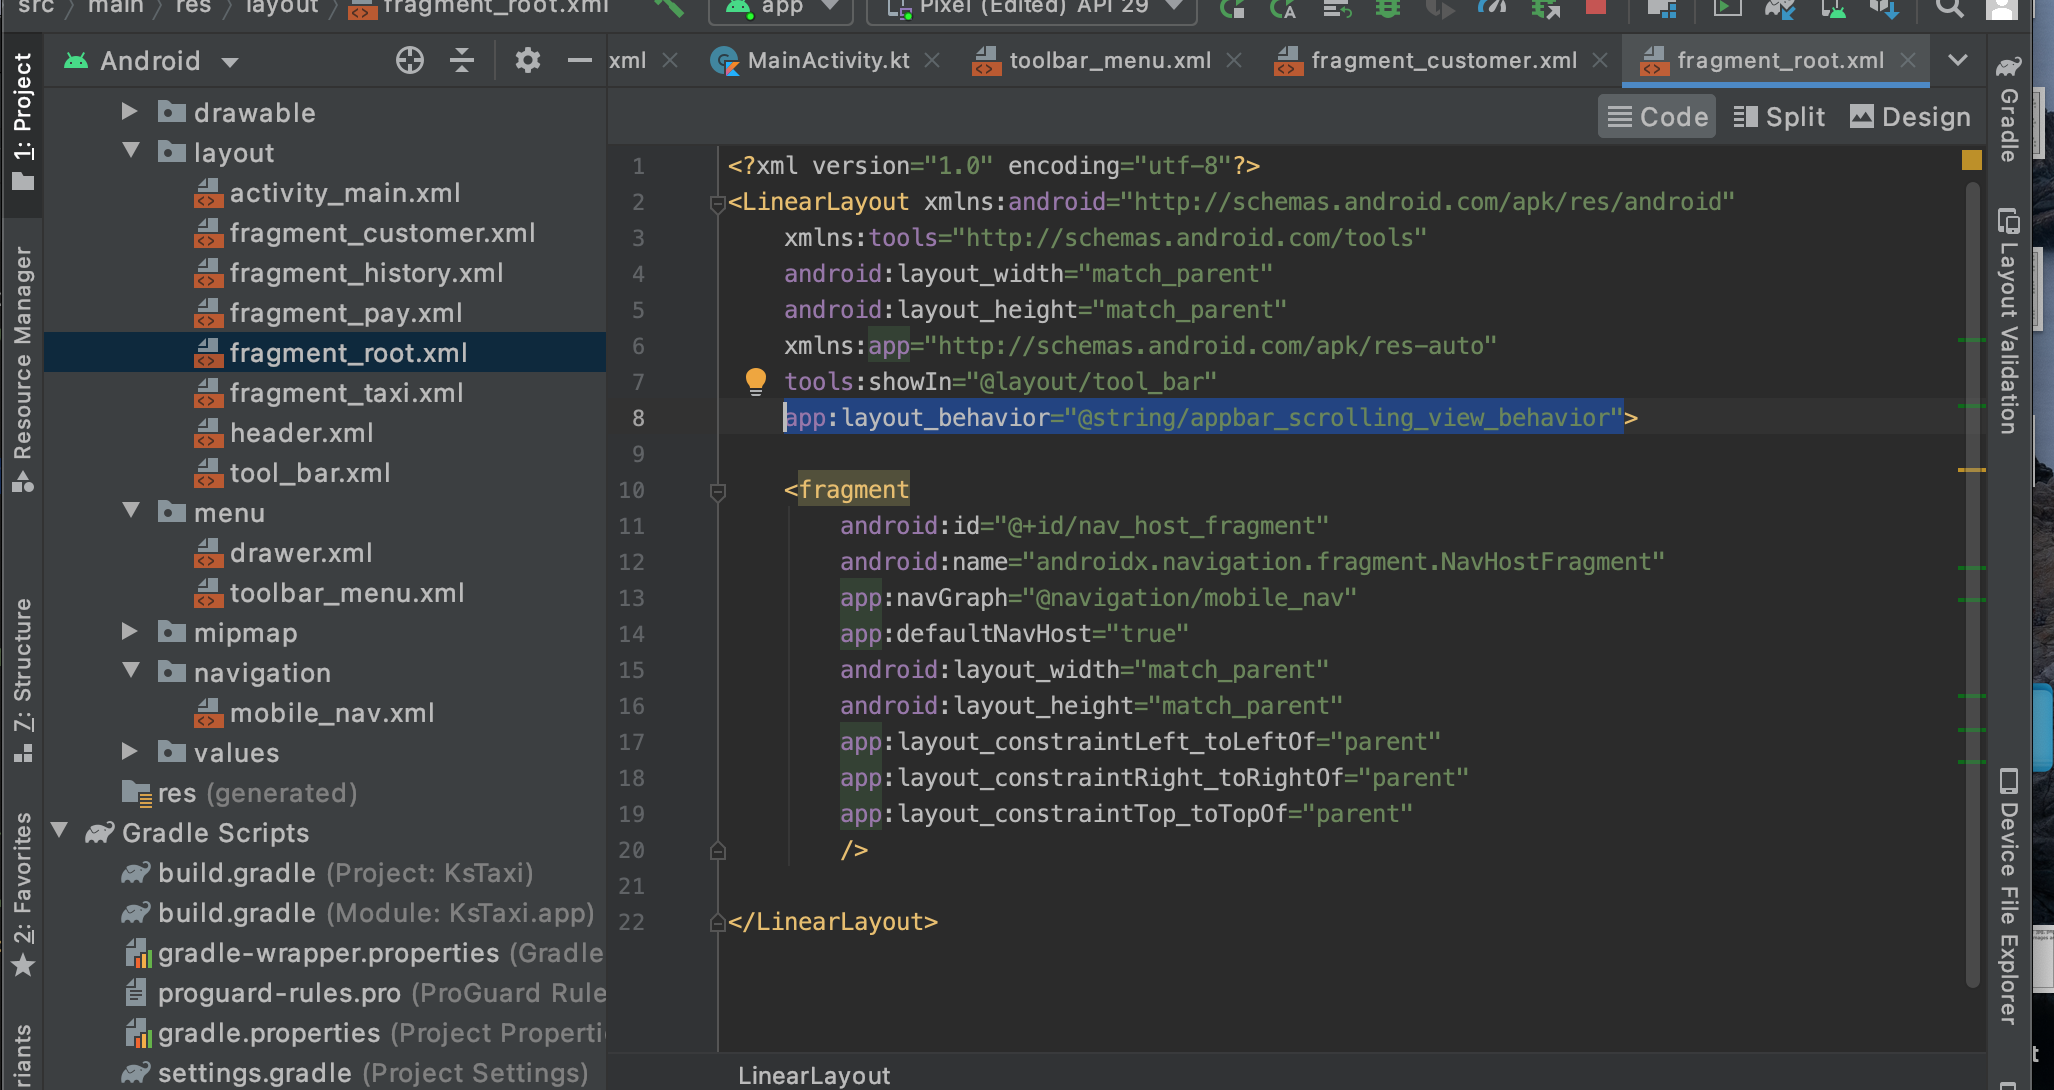 src main res layout fragment_root.xml app Pixel (Edited) API 29
Android
xml MainActivity.kt toolbar_menu.xml fragment_customer.xml fragment_root.xml
Code Split Design
1: Project
Resource Manager
Z: Structure
2: Favorites
riants
drawable
layout
activity_main.xml
fragment_customer.xml
fragment_history.xml
fragment_pay.xml
fragment_root.xml
fragment_taxi.xml
header.xml
tool_bar.xml
menu
drawer.xml
toolbar_menu.xml
mipmap
navigation
mobile_nav.xml
values
res (generated)
Gradle Scripts
build.gradle (Project: KsTaxi)
build.gradle (Module: KsTaxi.app)
gradle-wrapper.properties (Gradle
proguard-rules.pro (ProGuard Rule
gradle.properties (Project Properti
settings.gradle (Project Settings)
1 <?xml version="1.0" encoding="utf-8"?>
2 <LinearLayout xmlns:android="http://schemas.android.com/apk/res/android"
3 xmlns:tools="http://schemas.android.com/tools"
4 android:layout_width="match_parent"
5 android:layout_height="match_parent"
6 xmlns:app="http://schemas.android.com/apk/res-auto"
7 tools:showIn="@layout/tool_bar"
8 app:layout_behavior="@string/appbar_scrolling_view_behavior">
9
10 <fragment
11 android:id="@+id/nav_host_fragment"
12 android:name="androidx.navigation.fragment.NavHostFragment"
13 app:navGraph="@navigation/mobile_nav"
14 app:defaultNavHost="true"
15 android:layout_width="match_parent"
16 android:layout_height="match_parent"
17 app:layout_constraintLeft_toLeftOf="parent"
18 app:layout_constraintRight_toRightOf="parent"
19 app:layout_constraintTop_toTopOf="parent"
20 />
21
22 </LinearLayout>
LinearLayout
Gradle
Layout Validation
Device File Explorer